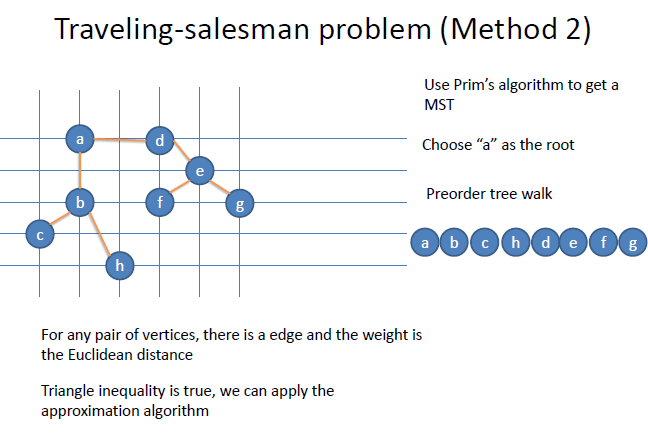 Traveling-salesman problem (Method 2)
Use Prim's algorithm to get a
MST
Choose "a" as the root
Preorder tree walk
a b c h d e f g
a d
e
b f g
c
h
For any pair of vertices, there is a edge and the weight is
the Euclidean distance
Triangle inequality is true, we can apply the
approximation algorithm